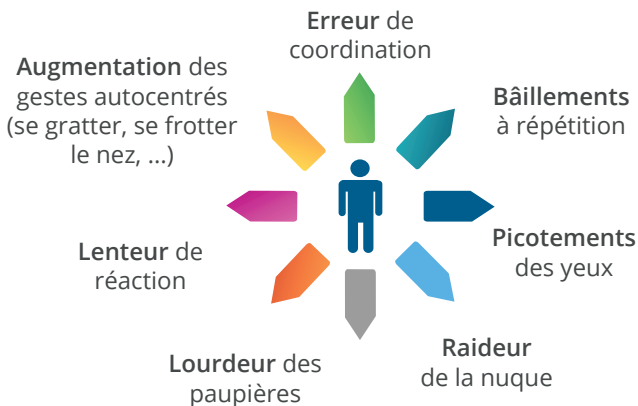 Erreur de
coordination
Bâillements
à répétition
Picotements
des yeux
Raideur
de la nuque
Lourdeur des
paupières
Lenteur de
réaction
Augmentation des
gestes autocentrés
(se gratter, se frotter
le nez, ...)